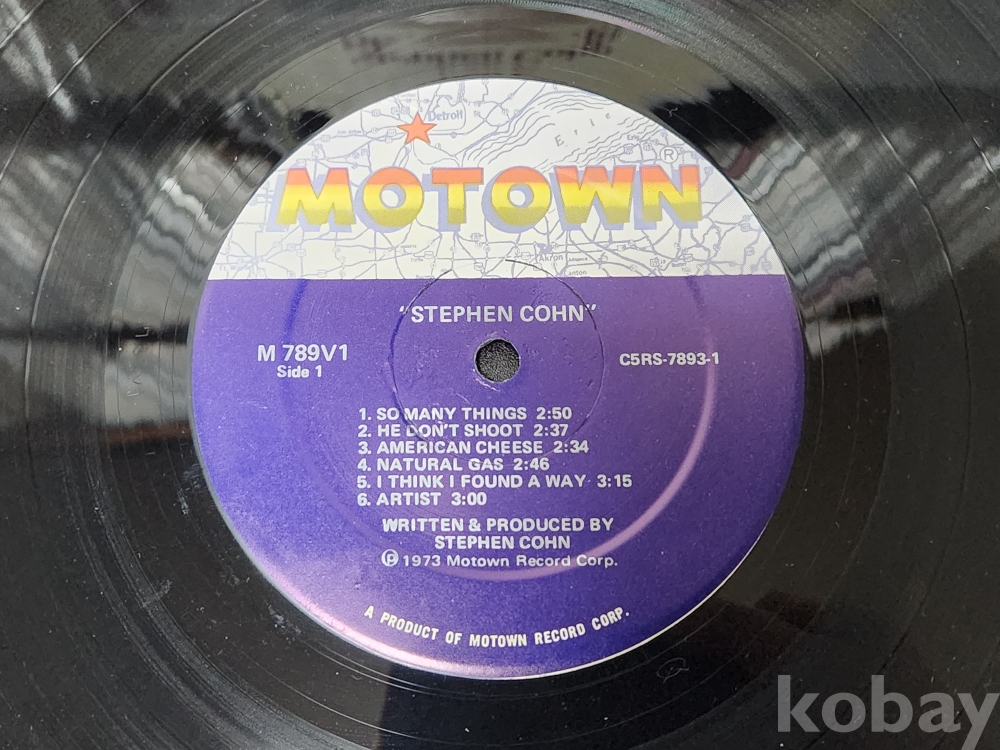 Detroit
Erie
MOTOWN®
Akron
Canton
"STEPHEN COHN"
M 789V1
Side 1
C5RS-7893-1
1. SO MANY THINGS 2:50
2. HE DON'T SHOOT 2:37
3. AMERICAN CHEESE 2:34
4. NATURAL GAS 2:46
5. I THINK I FOUND A WAY 3:15
6. ARTIST 3:00
WRITTEN & PRODUCED BY
STEPHEN COHN
℗ 1973 Motown Record Corp.
A PRODUCT OF MOTOWN RECORD CORP.
kobay